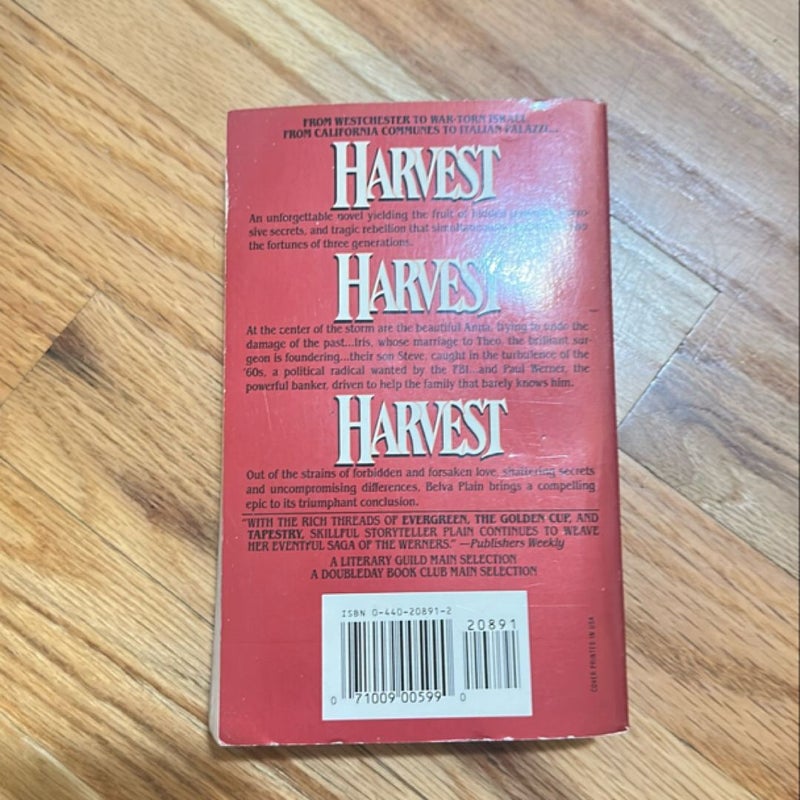 FROM WESTCHESTER TO WAR-TORN ISRAEL
FROM CALIFORNIA COMMUNES TO ITALIAN PALAZZI...
HARVEST
An unforgettable novel yielding the fruit of hidden
sive secrets, and tragic rebellion that
the fortunes of three generations.
HARVEST
At the center of the storm are the beautiful Anna, trying to undo the
damage of the past...Iris, whose marriage to Theo, the brilliant sur-
geon is foundering...their son Steve, caught in the turbulence of the
'60s, a political radical wanted by the FBI...and Paul Werner, the
powerful banker, driven to help the family that barely knows him.
HARVEST
Out of the strains of forbidden and forsaken love, shattering secrets
and uncompromising differences, Belva Plain brings a compelling
epic to its triumphant conclusion.
"WITH THE RICH THREADS OF EVERGREEN, THE GOLDEN CUP, AND
TAPESTRY, SKILLFUL STORYTELLER PLAIN CONTINUES TO WEAVE
HER EVENTFUL SAGA OF THE WERNERS." —Publishers Weekly
A LITERARY GUILD MAIN SELECTION
A DOUBLEDAY BOOK CLUB MAIN SELECTION
ISBN 0-440-20891-2
20891
0 71009 00599 0
COVER PRINTED IN USA